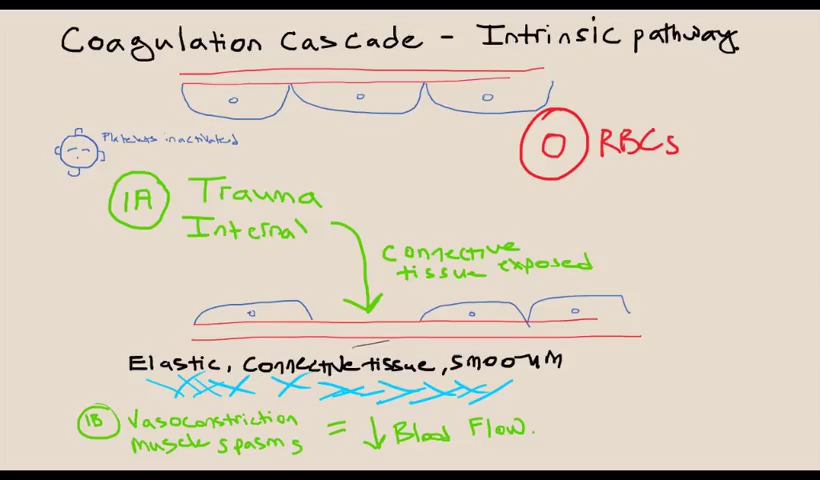 Coagulation Cascade - Intrinsic pathway.
Platelets inactivated
RBCs
1A Trauma
Internal
Connective
tissue exposed
Elastic, Connective tissue, smooth M
1B Vasoconstriction
muscle spasms = ↓ Blood Flow.